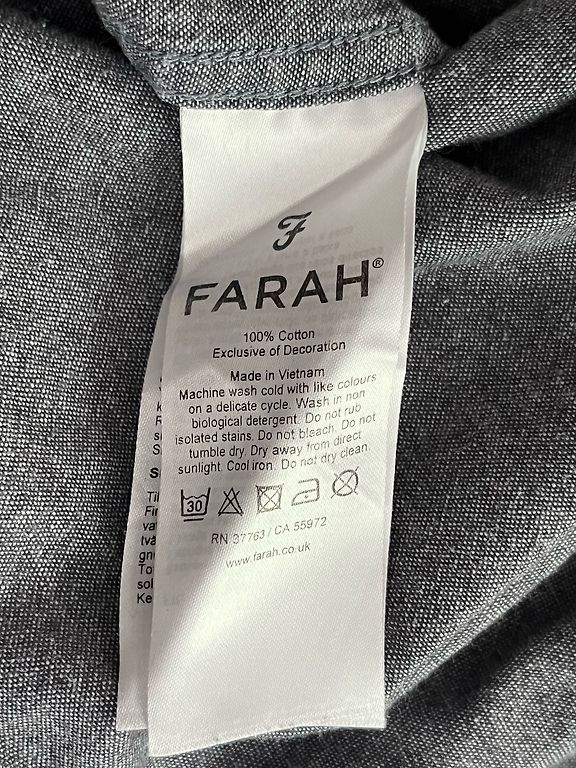 F
FARAH®
100% Cotton
Exclusive of Decoration
Made in Vietnam
Machine wash cold with like colours
on a delicate cycle. Wash in non
biological detergent. Do not rub
isolated stains. Do not bleach. Do not
tumble dry. Dry away from direct
sunlight. Cool iron. Do not dry clean.
30
RN 37763 / CA 55972
www.farah.co.uk